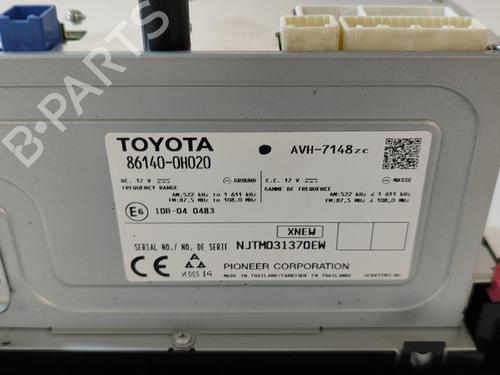 TOYOTA
86140-0H020
AVH-7148zc
DC. 12 V GROUND
FREQUENCY RANGE
AM:522 kHz to 1 611 kHz
FM:87.5 MHz to 108.0 MHz
C.C. 12 V MASSE
GAMME DE FREQUENCE
AM:522 kHz à 1 611 kHz
FM:87,5 MHz à 108,0 MHz
E6 10R-04 0483
XNEW
SERIAL NO./ NO. DE SERIE NJTM031370EW
CE
И005 14
PIONEER CORPORATION
MADE IN THAILAND/FABRIQUE EN THAILANDE